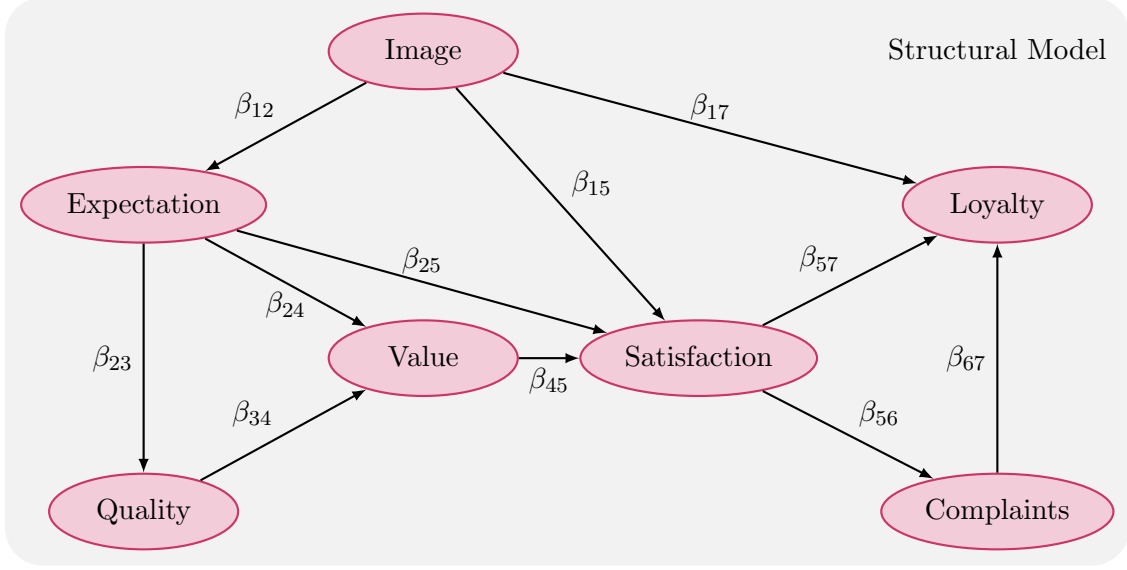 Image
Structural Model
β12
β17
β15
Expectation
Loyalty
β25
β57
β24
β23
Value
Satisfaction
β67
β45
β34
β56
Quality
Complaints